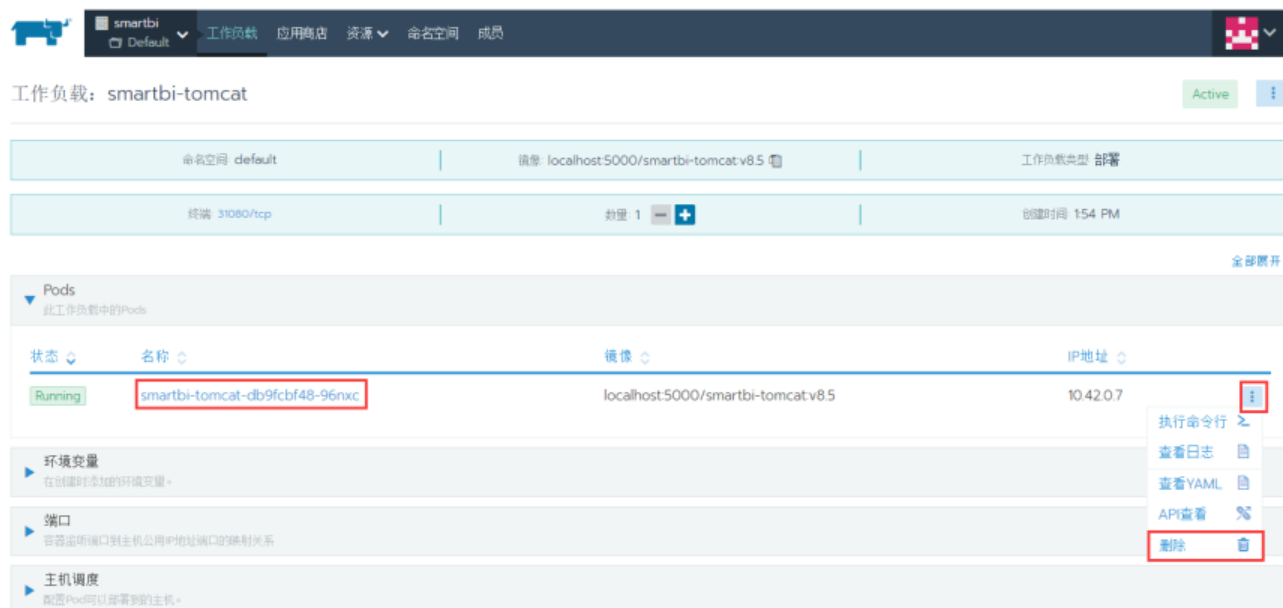 smartbi
Default
工作负载 应用商店 资源 命名空间 成员
工作负载：smartbi-tomcat
Active
命名空间: default 镜像: localhost:5000/smartbi-tomcat:v8.5 工作负载类型: 部署
终端: 31080/tcp 数量: 1 创建时间: 1:54 PM
全部展开
Pods
此工作负载中的Pods
状态 名称 镜像 IP地址
Running smartbi-tomcat-db9fcbf48-96nxc localhost:5000/smartbi-tomcat:v8.5 10.42.0.7
执行命令行
查看日志
查看YAML
API查看
删除
环境变量
在创建时添加的环境变量。
端口
容器监听端口到主机公用IP地址端口的映射关系
主机调度
配置Pod可以部署到的主机。